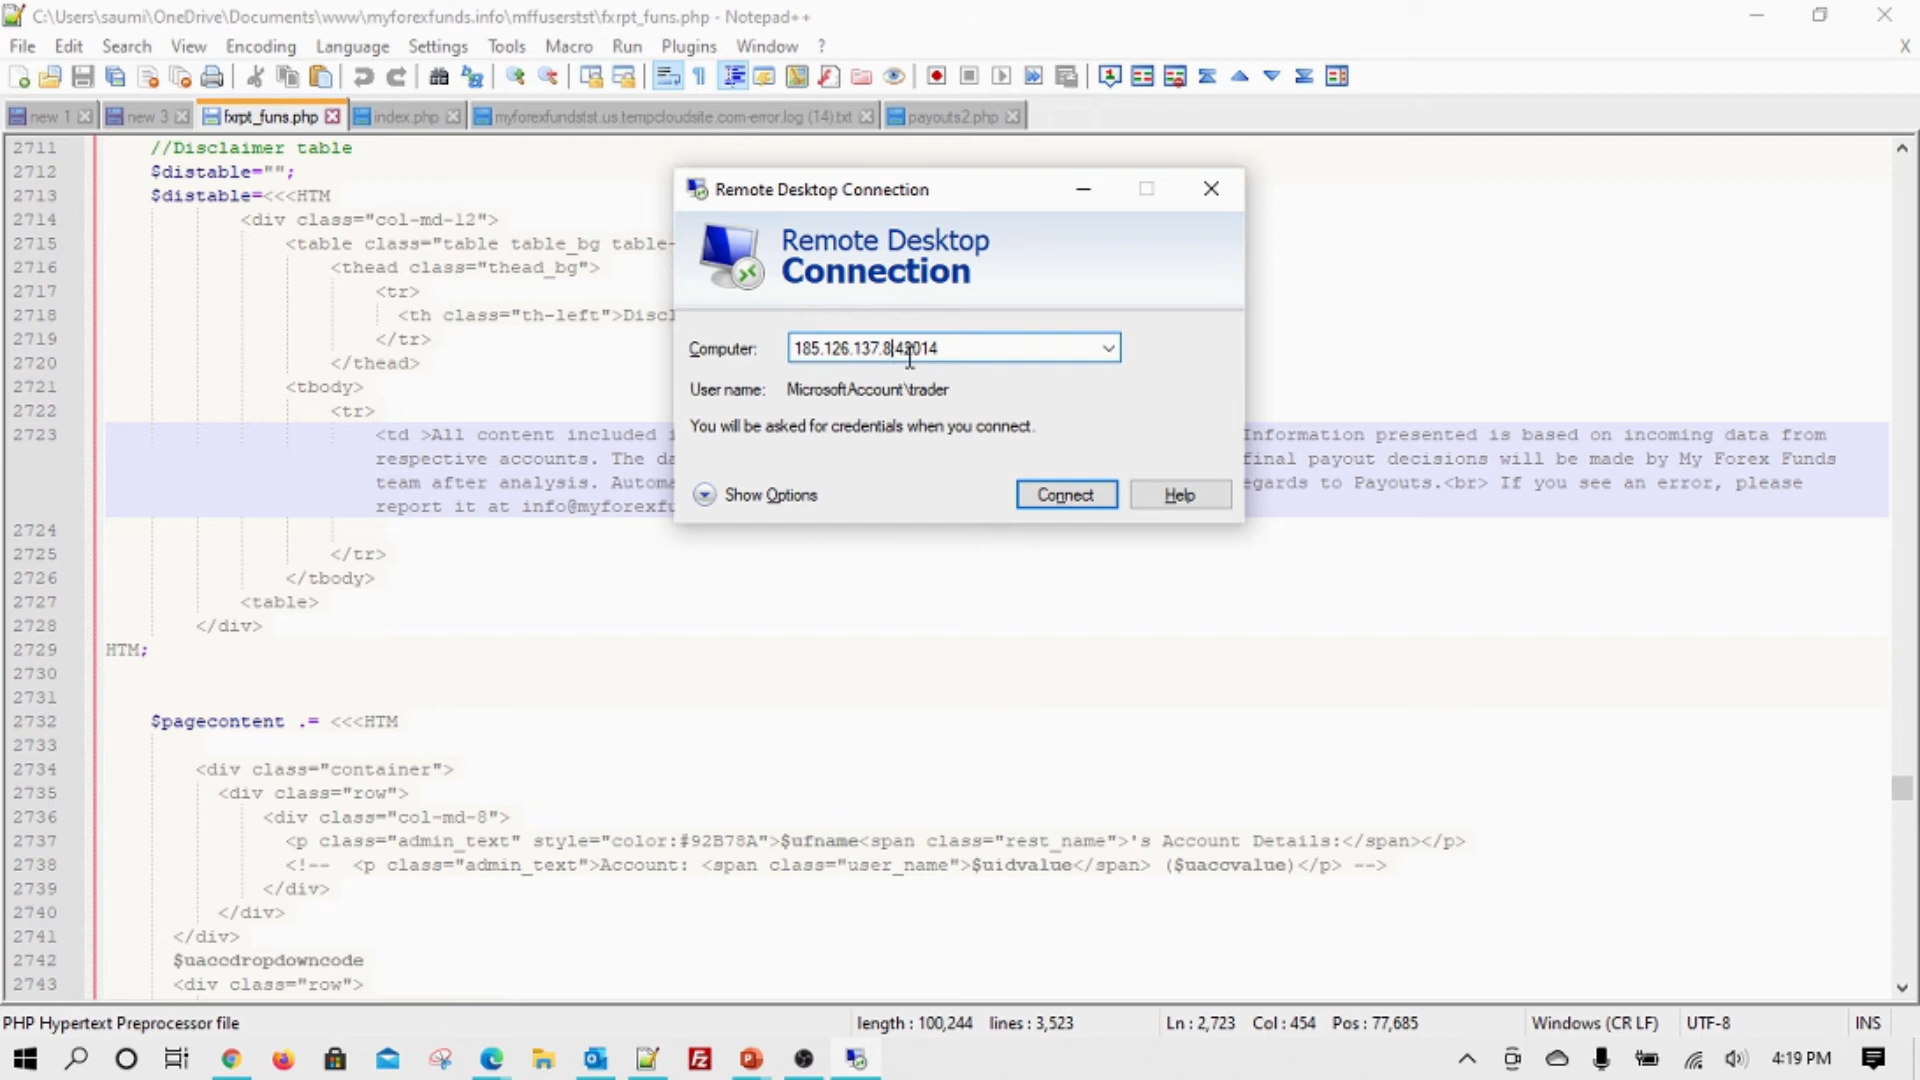 C:\Users\saumi\OneDrive\Documents\www\myforexfunds.info\mffuserstst\fxrpt_funs.php - Notepad++
File Edit Search View Encoding Language Settings Tools Macro Run Plugins Window ? X
new 1 new 3 fxrpt_funs.php index.php myforexfundstst.us.tempcloudsite.com-error.log (14).txt payouts2.php
2711 //Disclaimer table
2712 $distable="";
2713 $distable=<<<HTM
2714 <div class="col-md-12">
2715 <table class="table table_bg table-
2716 <thead class="thead_bg">
2717 <tr>
2718 <th class="th-left">Discl
2719 </tr>
2720 </thead>
2721 <tbody>
2722 <tr>
2723 <td >All content included Information presented is based on incoming data from
respective accounts. The da final payout decisions will be made by My Forex Funds
team after analysis. Automa egards to Payouts.<br> If you see an error, please
report it at info@myforexfu
2724
2725 </tr>
2726 </tbody>
2727 <table>
2728 </div>
2729 HTM;
2730
2731
2732 $pagecontent .= <<<HTM
2733
2734 <div class="container">
2735 <div class="row">
2736 <div class="col-md-8">
2737 <p class="admin_text" style="color:#92B78A">$ufname<span class="rest_name">'s Account Details:</span></p>
2738 <!-- <p class="admin_text">Account: <span class="user_name">$uidvalue</span> ($uaccvalue)</p> -->
2739 </div>
2740 </div>
2741 </div>
2742 $uaccdropdowncode
2743 <div class="row">
Remote Desktop Connection
Remote Desktop
Connection
Computer: 185.126.137.8 42014
User name: MicrosoftAccount\trader
You will be asked for credentials when you connect.
Show Options Connect Help
PHP Hypertext Preprocessor file length : 100,244 lines : 3,523 Ln : 2,723 Col : 454 Pos : 77,685 Windows (CR LF) UTF-8 INS
4:19 PM